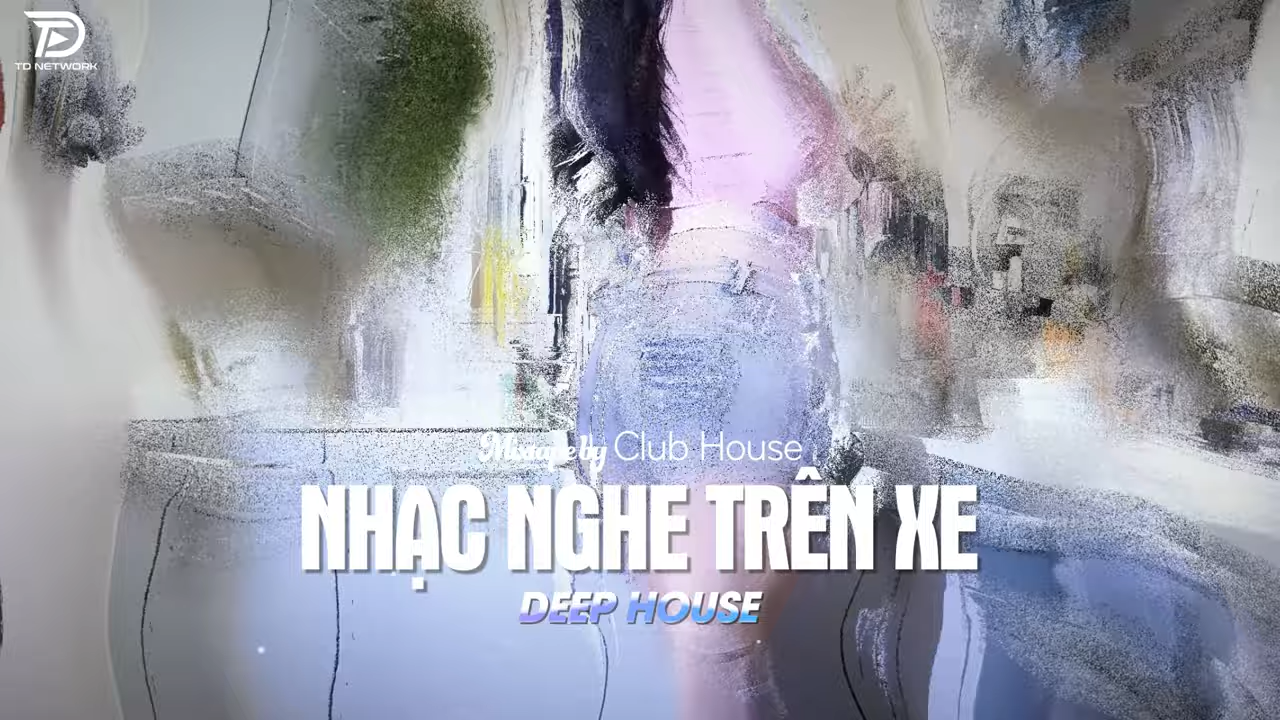 TD NETWORK
Mixtape by Club House
NHẠC NGHE TRÊN XE
DEEP HOUSE